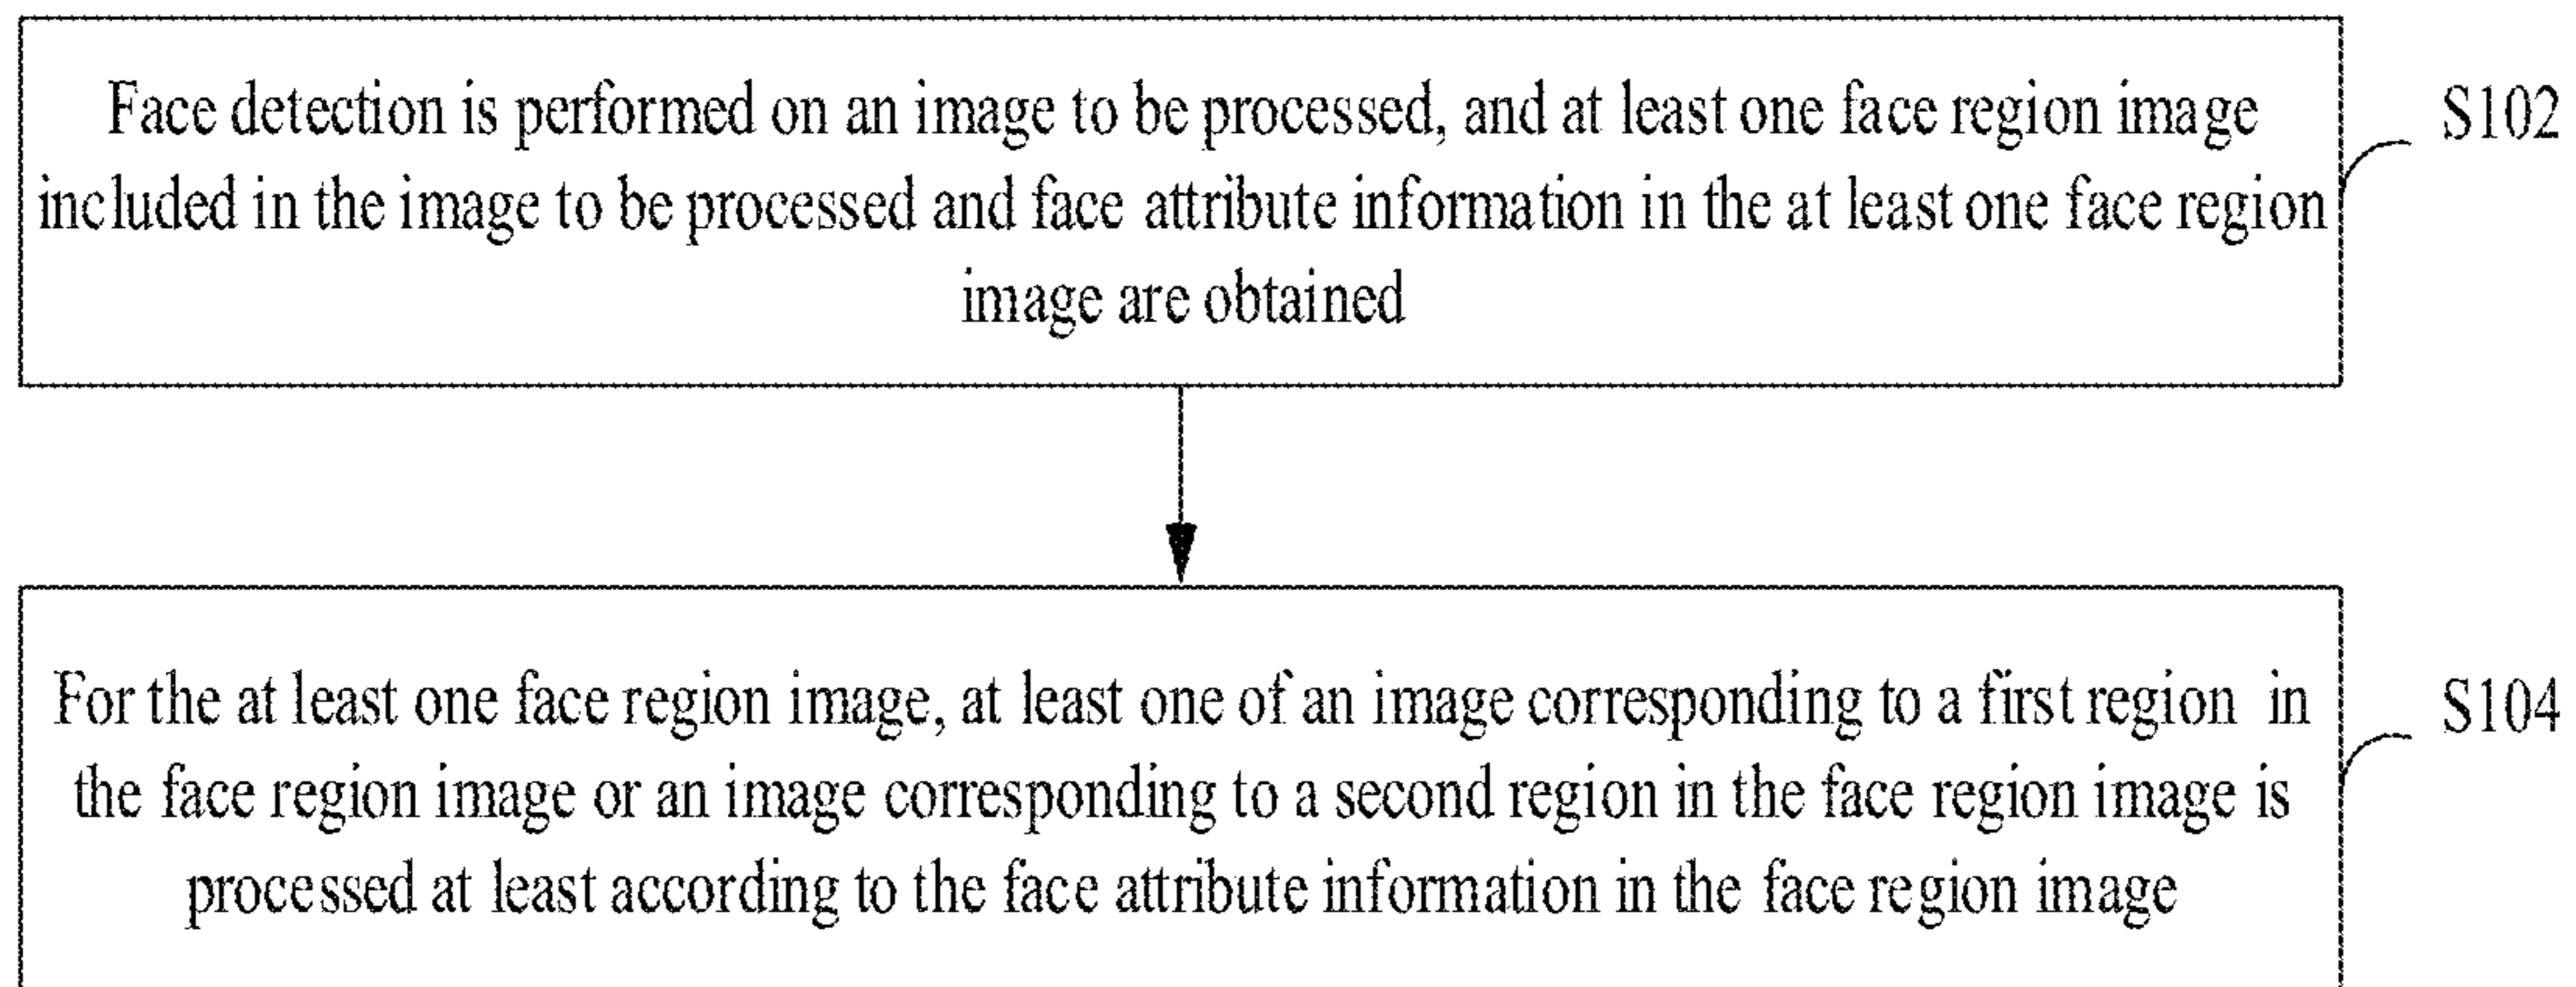 Face detection is performed on an image to be processed, and at least one face region image
S102
included in the image to be processed and face attribute information in the at least one face region
image are obtained
For the at least one face region image, at least one of an image corresponding to a first region in
S104
the face region image or an image corresponding to a second region in the face region image is
processed at least according to the face attribute information in the face region image